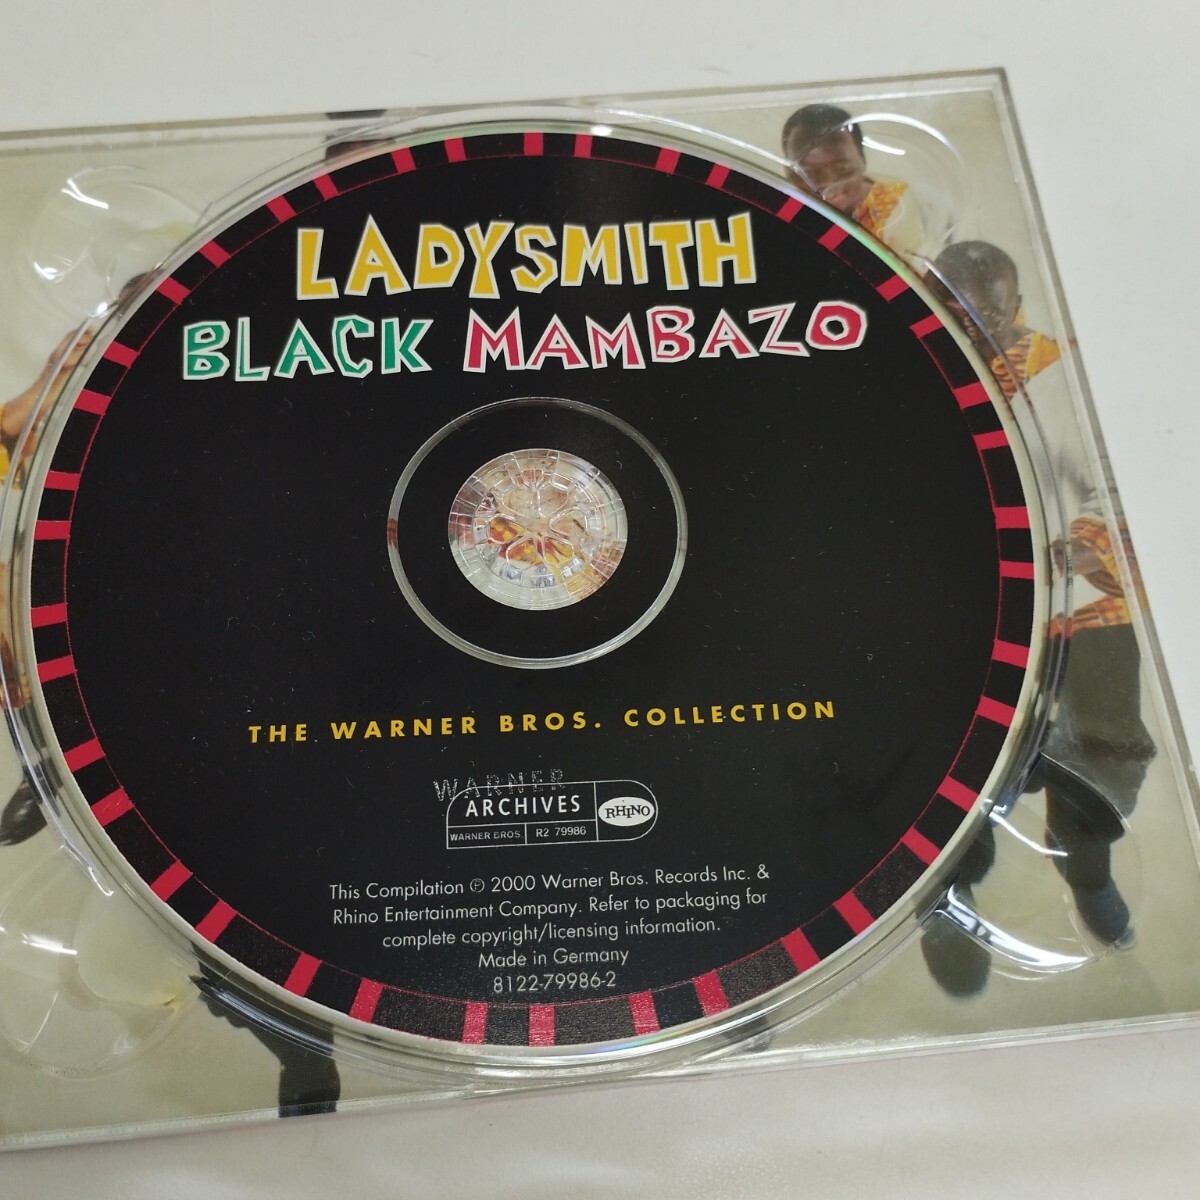 LADYSMITH
BLACK MAMBAZO
THE WARNER BROS. COLLECTION
WARNER
ARCHIVES
WARNER BROS. R2 79986 RHINO
This Compilation ℗ 2000 Warner Bros. Records Inc. &
Rhino Entertainment Company. Refer to packaging for
complete copyright/licensing information.
Made in Germany
8122-79986-2